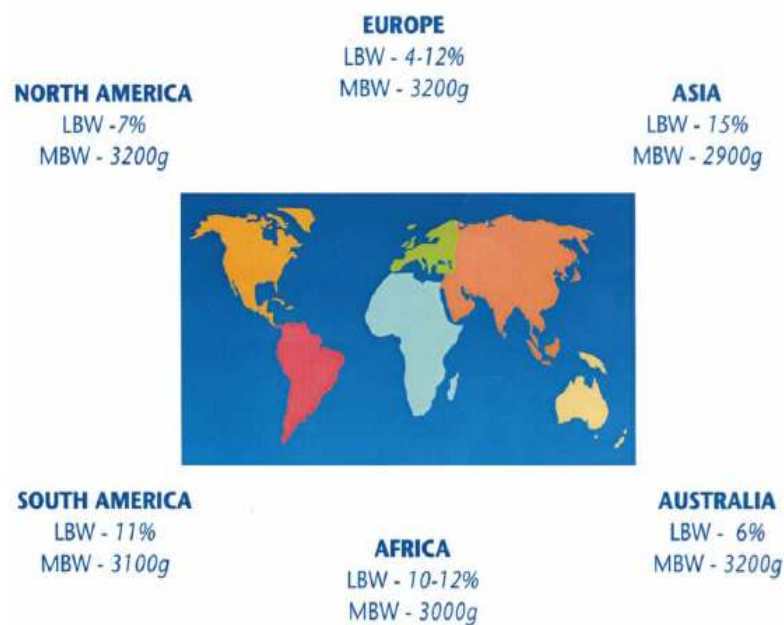 EUROPE
LBW - 4-12%
MBW - 3200g
NORTH AMERICA
LBW -7%
MBW - 3200g
ASIA
LBW - 15%
MBW - 2900g
SOUTH AMERICA
LBW - 11%
MBW - 3100g
AFRICA
LBW - 10-12%
MBW - 3000g
AUSTRALIA
LBW - 6%
MBW - 3200g